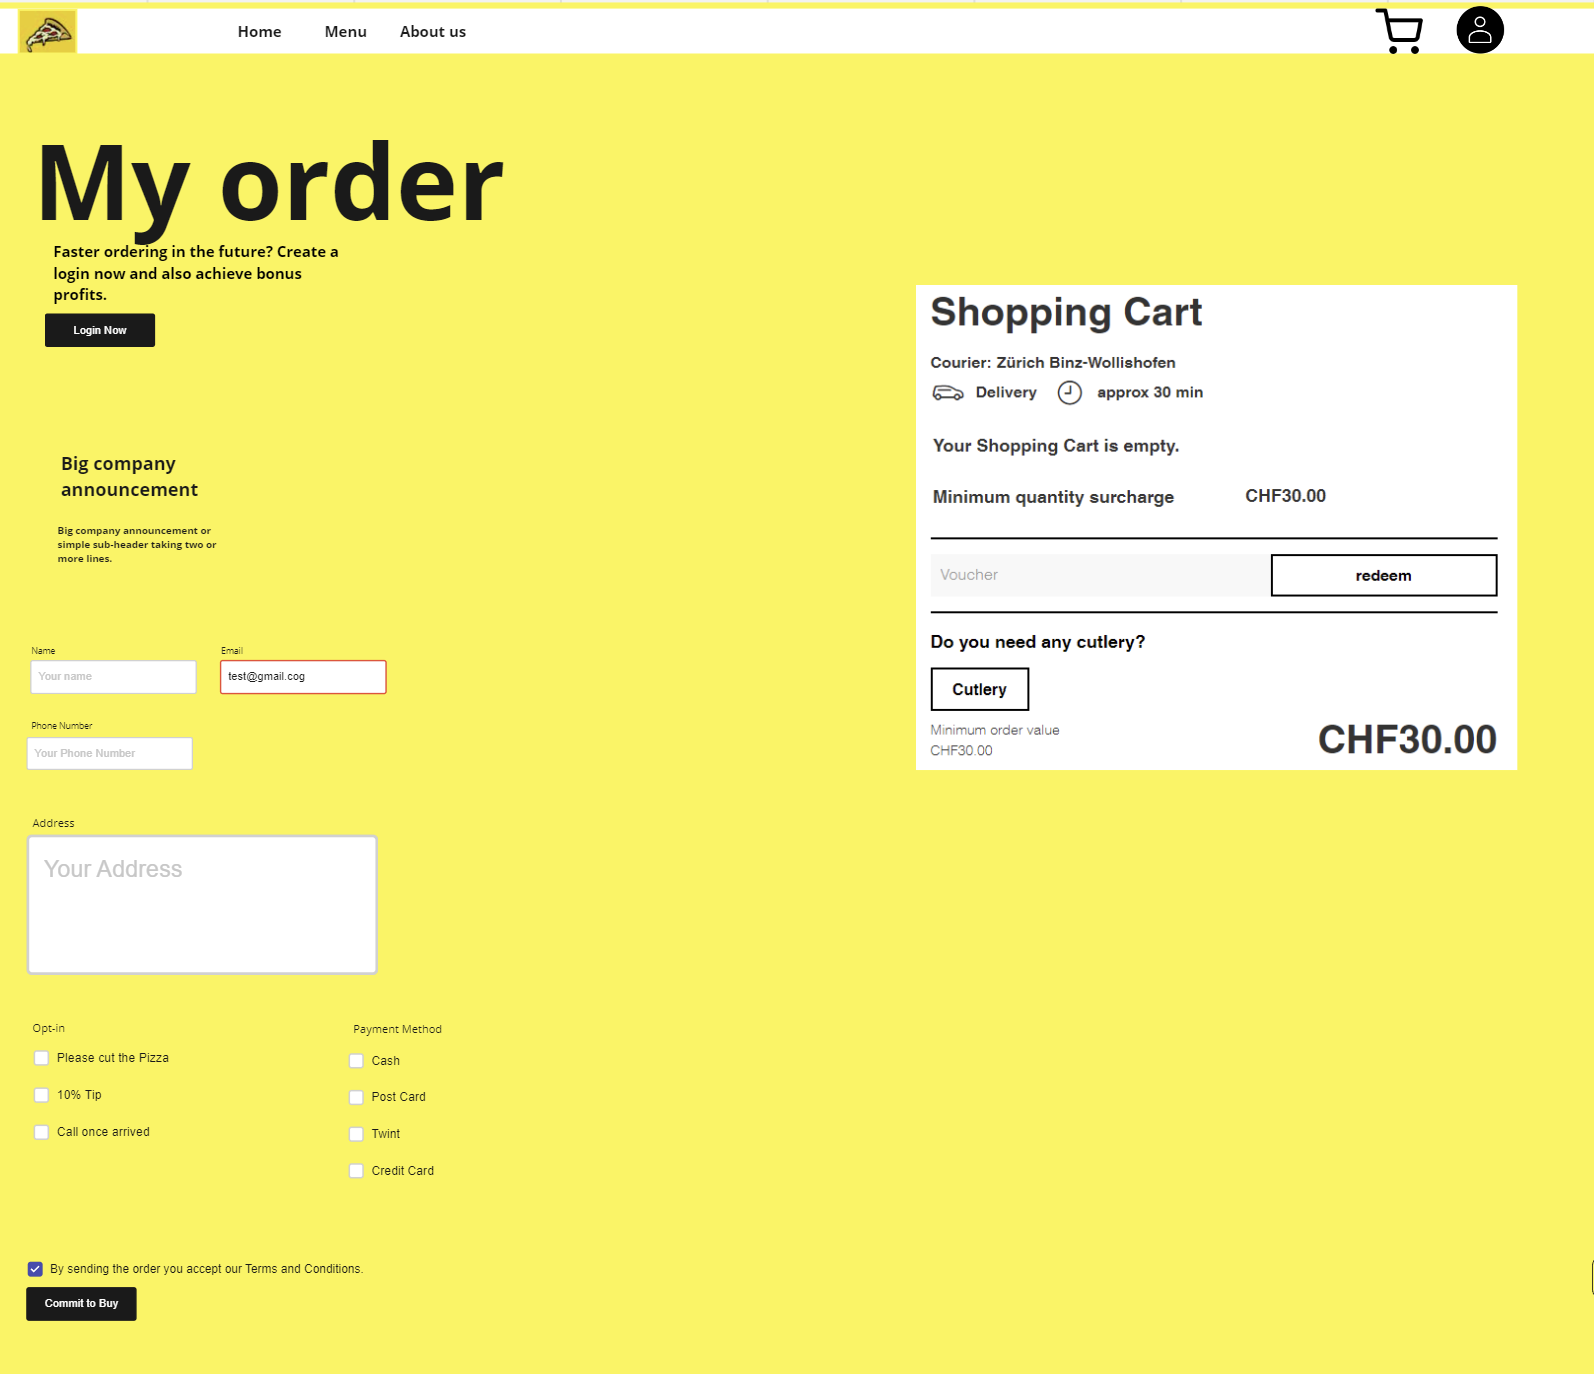 Home Menu About us
My order
Faster ordering in the future? Create a
login now and also achieve bonus
profits.
Login Now
Big company
announcement
Big company announcement or
simple sub-header taking two or
more lines.
Name Email
Your name test@gmail.cog
Phone Number
Your Phone Number
Address
Your Address
Opt-in
Please cut the Pizza
10% Tip
Call once arrived
Payment Method
Cash
Post Card
Twint
Credit Card
By sending the order you accept our Terms and Conditions.
Commit to Buy
Shopping Cart
Courier: Zürich Binz-Wollishofen
Delivery approx 30 min
Your Shopping Cart is empty.
Minimum quantity surcharge CHF30.00
Voucher redeem
Do you need any cutlery?
Cutlery
Minimum order value
CHF30.00
CHF30.00